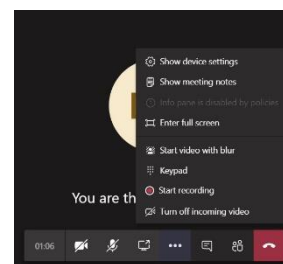 Show device settings
Show meeting notes
Info pane is disabled by policies
Enter full screen
Start video with blur
Keypad
Start recording
You are th
Turn off incoming video
01:06